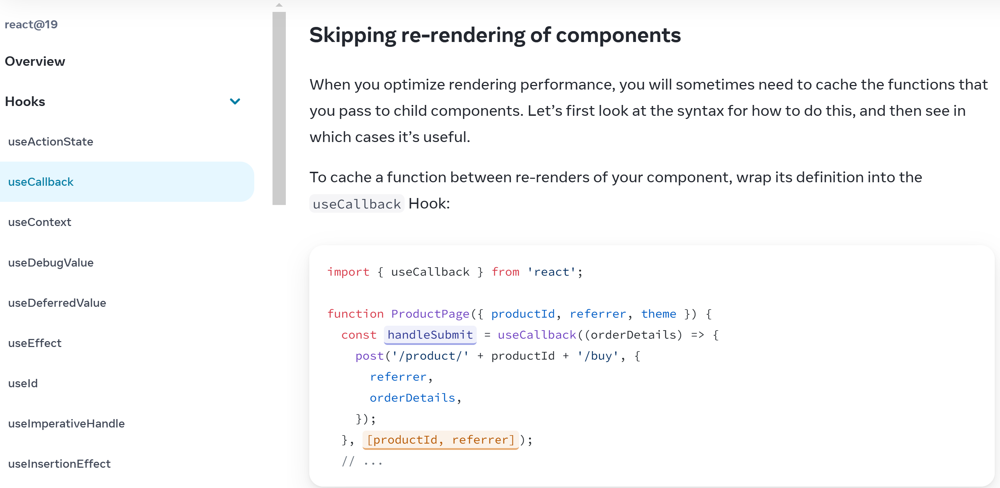 react@19
Overview
Hooks
useActionState
useCallback
useContext
useDebugValue
useDeferredValue
useEffect
useId
useImperativeHandle
useInsertionEffect
Skipping re-rendering of components
When you optimize rendering performance, you will sometimes need to cache the functions that
you pass to child components. Let’s first look at the syntax for how to do this, and then see in
which cases it’s useful.
To cache a function between re-renders of your component, wrap its definition into the
useCallback Hook:
import { useCallback } from 'react';
function ProductPage({ productId, referrer, theme }) {
  const handleSubmit = useCallback((orderDetails) => {
    post('/product/' + productId + '/buy', {
      referrer,
      orderDetails,
    });
  }, [productId, referrer]);
  // ...